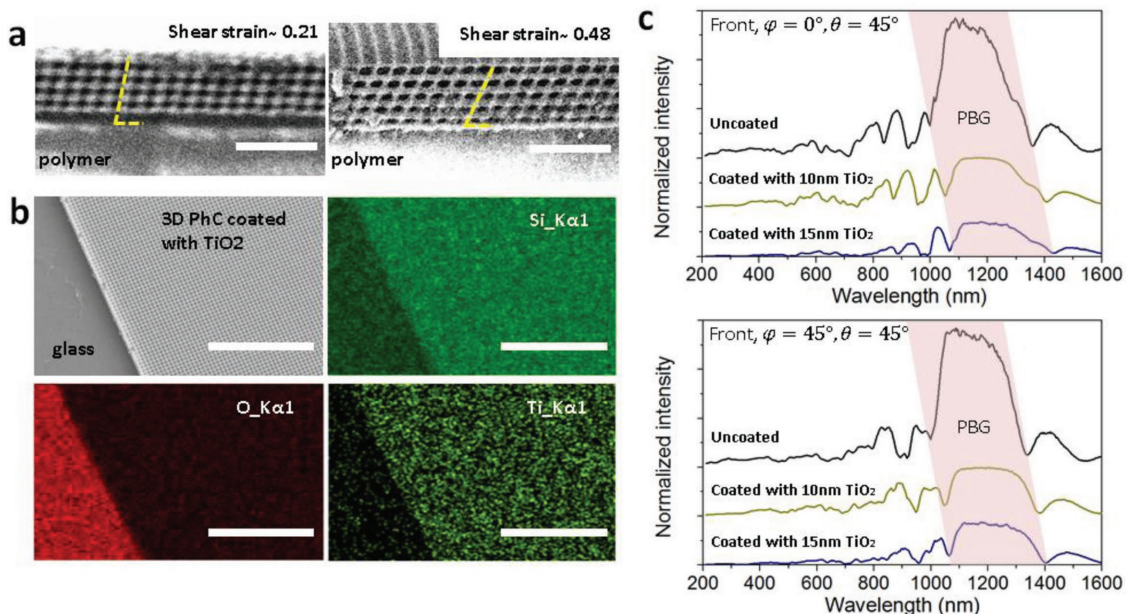 a
Shear strain~ 0.21
Shear strain~ 0.48
polymer
polymer
b
3D PhC coated
with TiO2
glass
Si_Kα1
O_Kα1
Ti_Kα1
c
Front, φ = 0°, θ = 45°
PBG
Uncoated
Coated with 10nm TiO₂
Coated with 15nm TiO₂
Normalized intensity
200 400 600 800 1000 1200 1400 1600
Wavelength (nm)
Front, φ = 45°, θ = 45°
PBG
Uncoated
Coated with 10nm TiO₂
Coated with 15nm TiO₂
Normalized intensity
200 400 600 800 1000 1200 1400 1600
Wavelength (nm)